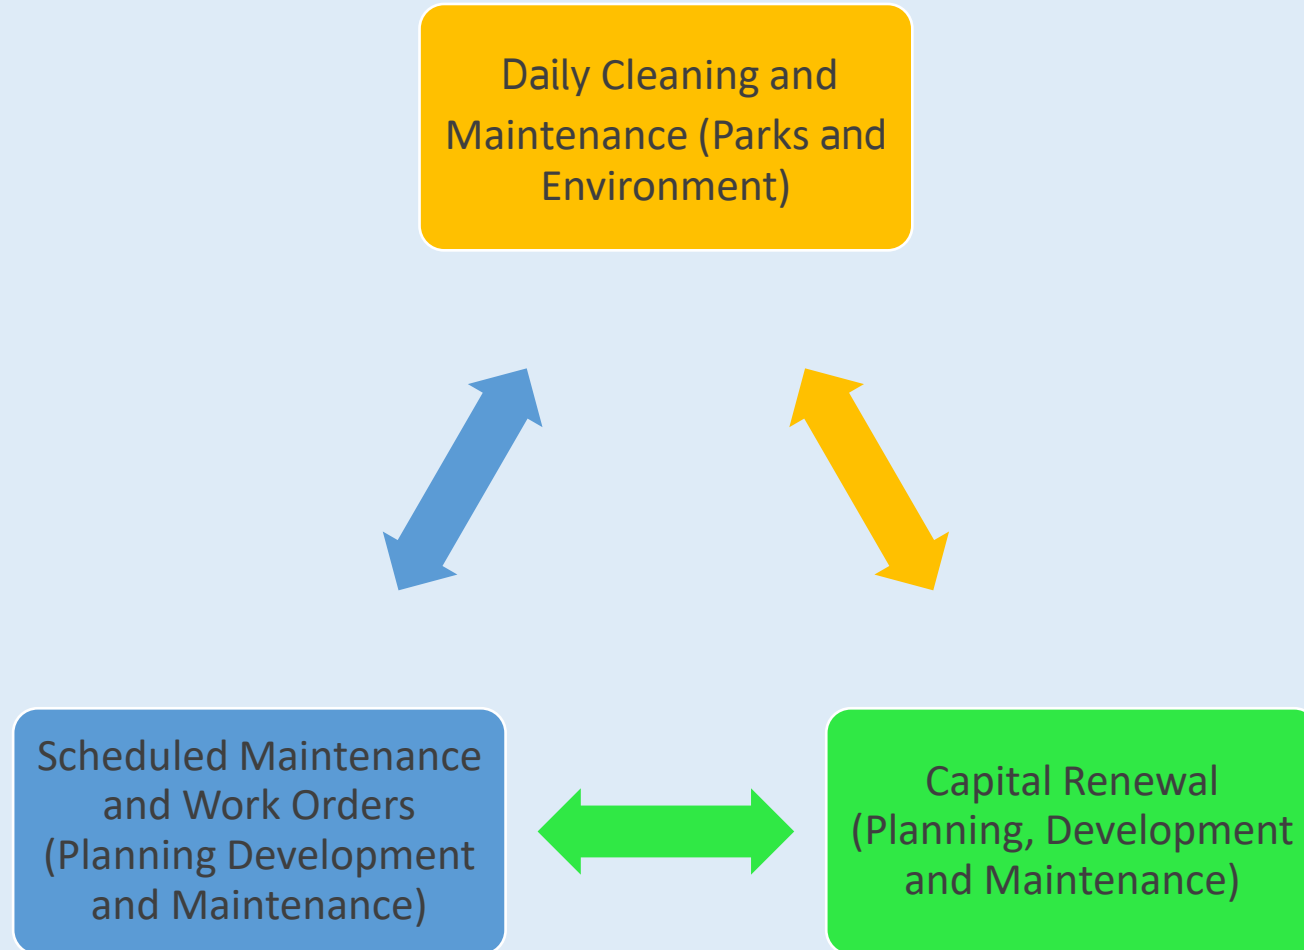 Daily Cleaning and
Maintenance (Parks and
Environment)
Scheduled Maintenance
and Work Orders
(Planning Development
and Maintenance)
Capital Renewal
(Planning, Development
and Maintenance)